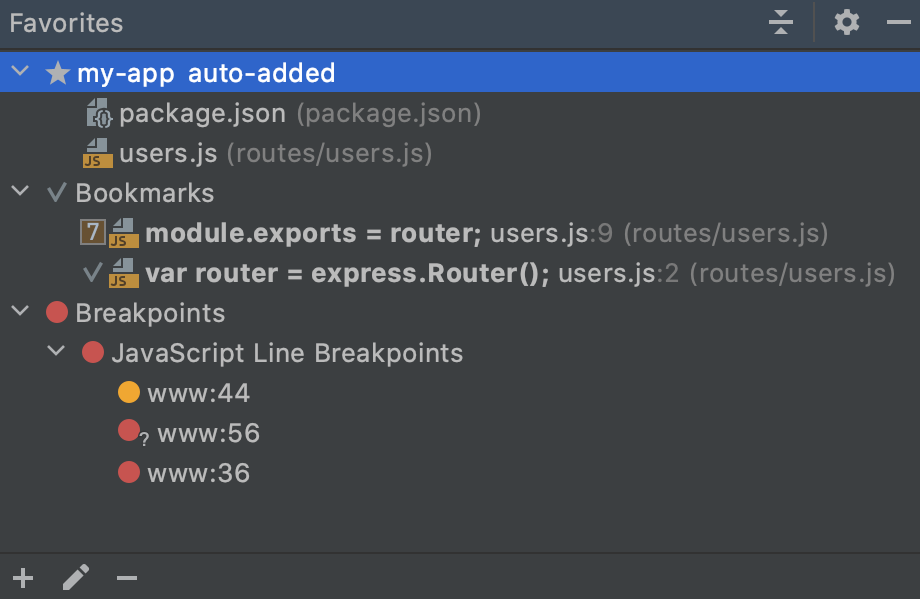 Favorites
my-app auto-added
package.json (package.json)
JS users.js (routes/users.js)
Bookmarks
7 JS module.exports = router; users.js:9 (routes/users.js)
JS var router = express.Router(); users.js:2 (routes/users.js)
Breakpoints
JavaScript Line Breakpoints
www:44
? www:56
www:36